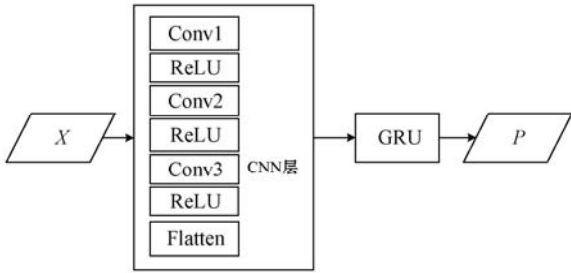 X
Conv1
ReLU
Conv2
ReLU
Conv3
ReLU
Flatten
CNN层
GRU
P